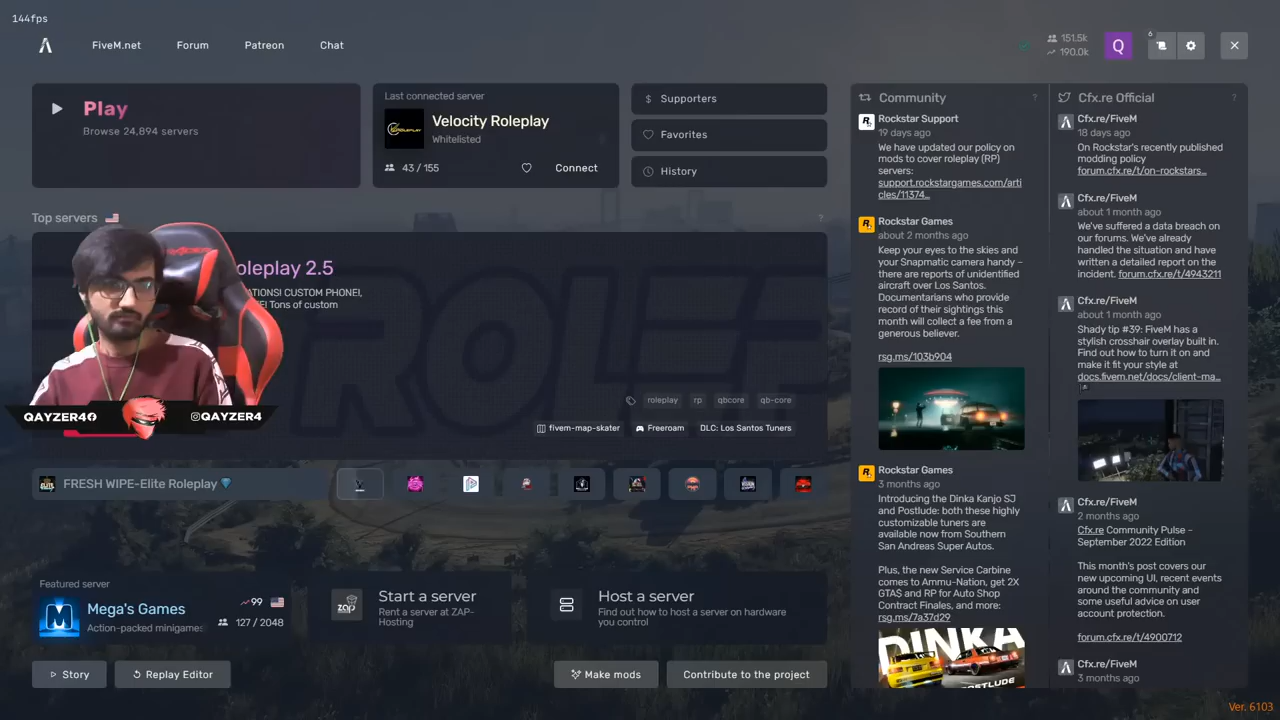 144fps
FiveM.net
Forum
Patreon
Chat
151.5k
190.0k
Q
6
Play
Browse 24,894 servers
Last connected server
Velocity Roleplay
Whitelisted
43 / 155
Connect
$ Supporters
Favorites
History
Top servers
?
oleplay 2.5
ATIONS! CUSTOM PHONE!,
E! Tons of custom
roleplay
rp
qbcore
qb-core
fivem-map-skater
Freeroam
DLC: Los Santos Tuners
QAYZER4
QAYZER4
FRESH WIPE-Elite Roleplay
Featured server
Mega's Games
Action-packed minigame
99
127 / 2048
ZAP
Start a server
Rent a server at ZAP-
Hosting
Host a server
Find out how to host a server on hardware
you control
Story
Replay Editor
Make mods
Contribute to the project
Community
?
Rockstar Support
19 days ago
We have updated our policy on
mods to cover roleplay (RP)
servers:
support.rockstargames.com/arti
cles/11374…
Rockstar Games
about 2 months ago
Keep your eyes to the skies and
your Snapmatic camera handy –
there are reports of unidentified
aircraft over Los Santos.
Documentarians who provide
record of their sightings this
month will collect a fee from a
generous believer.
rsg.ms/103b904
Rockstar Games
3 months ago
Introducing the Dinka Kanjo SJ
and Postlude: both these highly
customizable tuners are
available now from Southern
San Andreas Super Autos.
Plus, the new Service Carbine
comes to Ammu-Nation, get 2X
GTA$ and RP for Auto Shop
Contract Finales, and more:
rsg.ms/7a37d29
DINKA
POSTLUDE
Cfx.re Official
?
Cfx.re/FiveM
18 days ago
On Rockstar's recently published
modding policy
forum.cfx.re/t/on-rockstars…
Cfx.re/FiveM
about 1 month ago
We've suffered a data breach on
our forums. We've already
handled the situation and have
written a detailed report on the
incident. forum.cfx.re/t/4943211
Cfx.re/FiveM
about 1 month ago
Shady tip #39: FiveM has a
stylish crosshair overlay built in.
Find out how to turn it on and
make it fit your style at
docs.fivem.net/docs/client-ma…
Cfx.re/FiveM
2 months ago
Cfx.re Community Pulse –
September 2022 Edition
This month's post covers our
new upcoming UI, recent events
around the community and
some useful advice on user
account protection.
forum.cfx.re/t/4900712
Cfx.re/FiveM
3 months ago
Ver. 6103